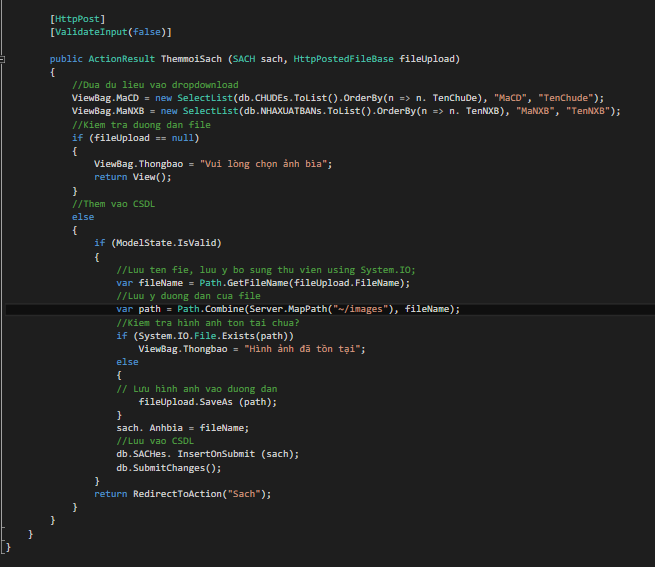 [HttpPost]
[ValidateInput(false)]
public ActionResult ThemmoiSach (SACH sach, HttpPostedFileBase fileUpload)
{
//Dua du lieu vao dropdownload
ViewBag.MaCD = new SelectList(db.CHUDEs.ToList().OrderBy(n => n. TenChuDe), "MaCD", "TenChude");
ViewBag.MaNXB = new SelectList(db.NHAXUATBANs.ToList().OrderBy(n => n. TenNXB), "MaNXB", "TenNXB");
//Kiem tra duong dan file
if (fileUpload == null)
{
ViewBag.Thongbao = "Vui lòng chọn ảnh bìa";
return View();
}
//Them vao CSDL
else
{
if (ModelState.IsValid)
{
//Luu ten fie, luu y bo sung thu vien using System.IO;
var fileName = Path.GetFileName(fileUpload.FileName);
//Luu y duong dan cua file
var path = Path.Combine(Server.MapPath("~/images"), fileName);
//Kiem tra hình anh ton tai chua?
if (System.IO.File.Exists(path))
ViewBag.Thongbao = "Hình ảnh đã tồn tại";
else
{
// Lưu hình anh vao duong dan
fileUpload.SaveAs (path);
}
sach. Anhbia = fileName;
//Luu vao CSDL
db.SACHes. InsertOnSubmit (sach);
db.SubmitChanges();
}
return RedirectToAction("Sach");
}
}
}
}